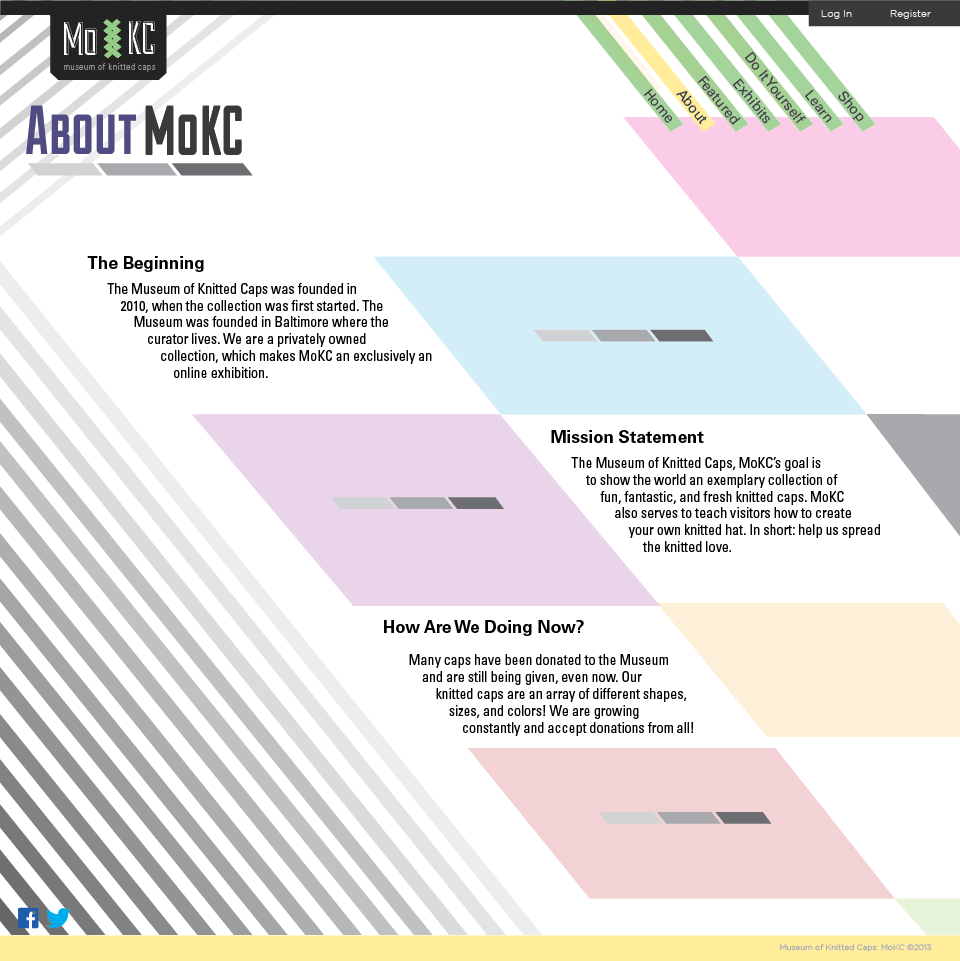 Log In Register
Mo KC
museum of knitted caps
Home
About
Featured
Exhibits
Do It Yourself
Learn
Shop
About MoKC
The Beginning
The Museum of Knitted Caps was founded in
2010, when the collection was first started. The
Museum was founded in Baltimore where the
curator lives. We are a privately owned
collection, which makes MoKC an exclusively an
online exhibition.
Mission Statement
The Museum of Knitted Caps, MoKC's goal is
to show the world an exemplary collection of
fun, fantastic, and fresh knitted caps. MoKC
also serves to teach visitors how to create
your own knitted hat. In short: help us spread
the knitted love.
How Are We Doing Now?
Many caps have been donated to the Museum
and are still being given, even now. Our
knitted caps are an array of different shapes,
sizes, and colors! We are growing
constantly and accept donations from all!
Museum of Knitted Caps: MoKC ©2013